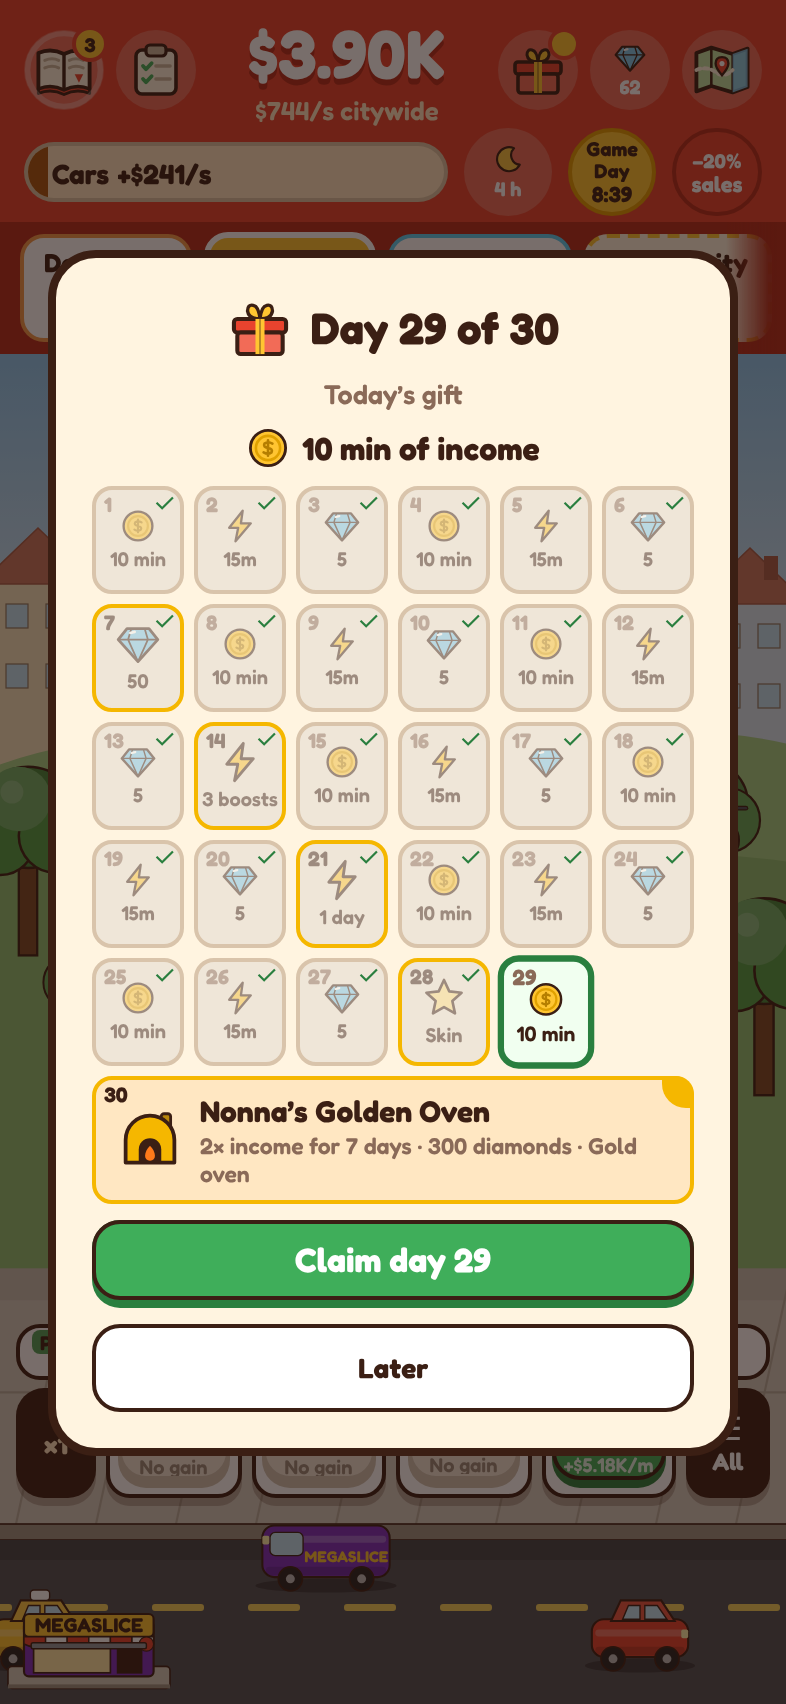 3
$3.90K
$744/s citywide
62
Cars +$241/s
4 h
Game
Day
8:39
−20%
sales
Day 29 of 30
Today's gift
10 min of income
1 2 3 4 5 6
10 min 15m 5 10 min 15m 5
7 8 9 10 11 12
50 10 min 15m 5 10 min 15m
13 14 15 16 17 18
5 3 boosts 10 min 15m 5 10 min
19 20 21 22 23 24
15m 5 1 day 10 min 15m 5
25 26 27 28 29
10 min 15m 5 Skin 10 min
30
Nonna's Golden Oven
2× income for 7 days · 300 diamonds · Gold
oven
Claim day 29
Later
No gain No gain No gain +$5.18K/m All
MEGASLICE
MEGASLICE